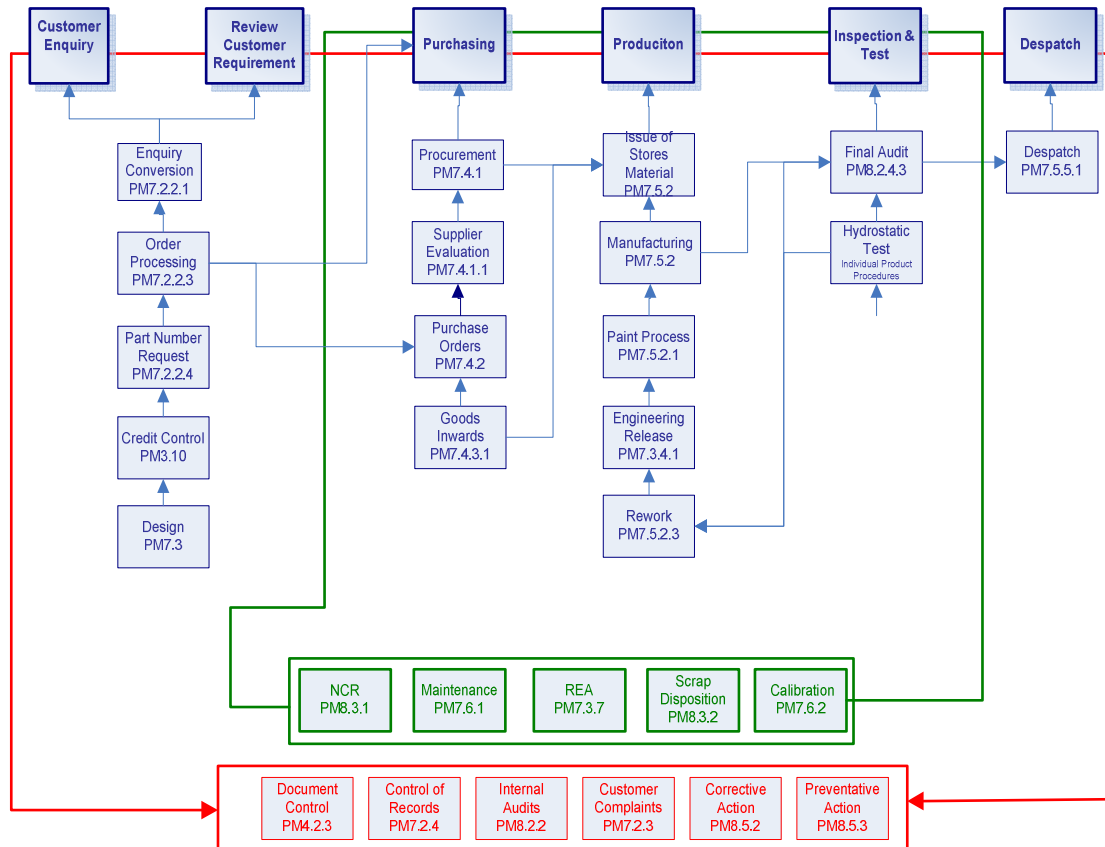 Customer
Enquiry
Review
Customer
Requirement
Purchasing
Produciton
Inspection &
Test
Despatch
Enquiry
Conversion
PM7.2.2.1
Order
Processing
PM7.2.2.3
Part Number
Request
PM7.2.2.4
Credit Control
PM3.10
Design
PM7.3
Procurement
PM7.4.1
Supplier
Evaluation
PM7.4.1.1
Purchase
Orders
PM7.4.2
Goods
Inwards
PM7.4.3.1
Issue of
Stores
Material
PM7.5.2
Manufacturing
PM7.5.2
Paint Process
PM7.5.2.1
Engineering
Release
PM7.3.4.1
Rework
PM7.5.2.3
Final Audit
PM8.2.4.3
Hydrostatic
Test
Individual Product
Procedures
Despatch
PM7.5.5.1
NCR
PM8.3.1
Maintenance
PM7.6.1
REA
PM7.3.7
Scrap
Disposition
PM8.3.2
Calibration
PM7.6.2
Document
Control
PM4.2.3
Control of
Records
PM7.2.4
Internal
Audits
PM8.2.2
Customer
Complaints
PM7.2.3
Corrective
Action
PM8.5.2
Preventative
Action
PM8.5.3